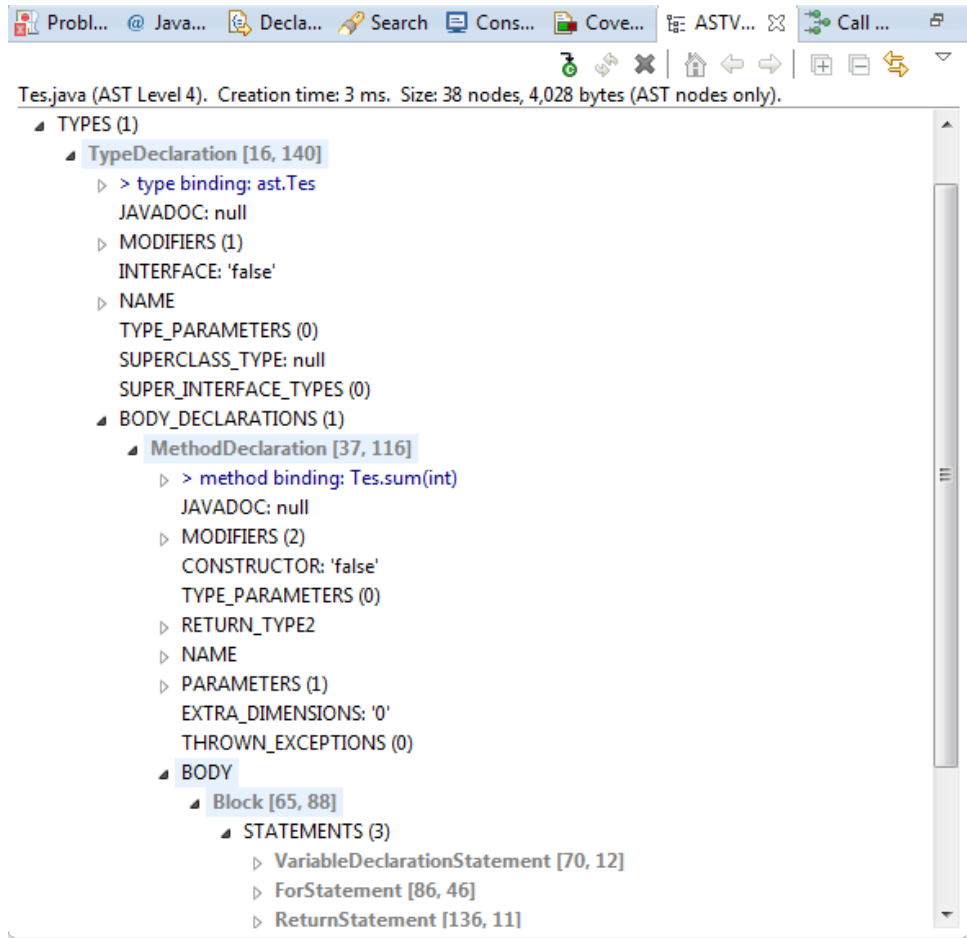 Probl... @ Java... Decla... Search Cons... Cove... ASTV... Call ...
Tes.java (AST Level 4). Creation time: 3 ms. Size: 38 nodes, 4,028 bytes (AST nodes only).
TYPES (1)
TypeDeclaration [16, 140]
> type binding: ast.Tes
JAVADOC: null
MODIFIERS (1)
INTERFACE: 'false'
NAME
TYPE_PARAMETERS (0)
SUPERCLASS_TYPE: null
SUPER_INTERFACE_TYPES (0)
BODY_DECLARATIONS (1)
MethodDeclaration [37, 116]
> method binding: Tes.sum(int)
JAVADOC: null
MODIFIERS (2)
CONSTRUCTOR: 'false'
TYPE_PARAMETERS (0)
RETURN_TYPE2
NAME
PARAMETERS (1)
EXTRA_DIMENSIONS: '0'
THROWN_EXCEPTIONS (0)
BODY
Block [65, 88]
STATEMENTS (3)
VariableDeclarationStatement [70, 12]
ForStatement [86, 46]
ReturnStatement [136, 11]